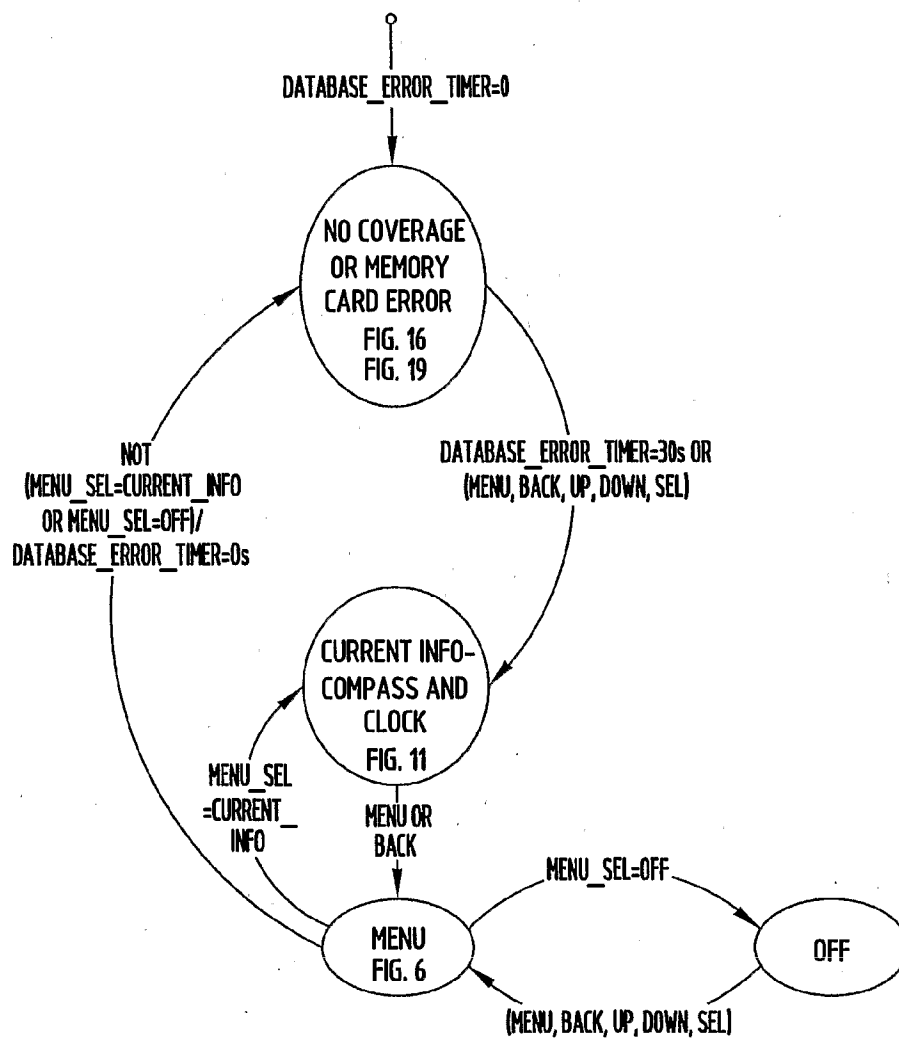 DATABASE_ERROR_TIMER=0
NO COVERAGE
OR MEMORY
CARD ERROR
FIG. 16
FIG. 19
NOT
(MENU_SEL=CURRENT_INFO
OR MENU_SEL=OFF)/
DATABASE_ERROR_TIMER=0s
DATABASE_ERROR_TIMER=30s OR
(MENU, BACK, UP, DOWN, SEL)
CURRENT INFO-
COMPASS AND
CLOCK
FIG. 11
MENU_SEL
=CURRENT_
INFO
MENU OR
BACK
MENU_SEL=OFF
MENU
FIG. 6
OFF
(MENU, BACK, UP, DOWN, SEL)